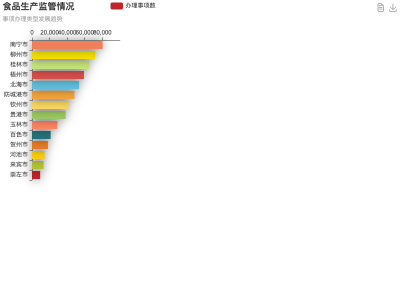 食品生产监管情况
办理事项数
事项办理类型发展趋势
0 20,000 40,000 60,000 80,000
南宁市
柳州市
桂林市
梧州市
北海市
防城港市
钦州市
贵港市
玉林市
百色市
贺州市
河池市
来宾市
崇左市